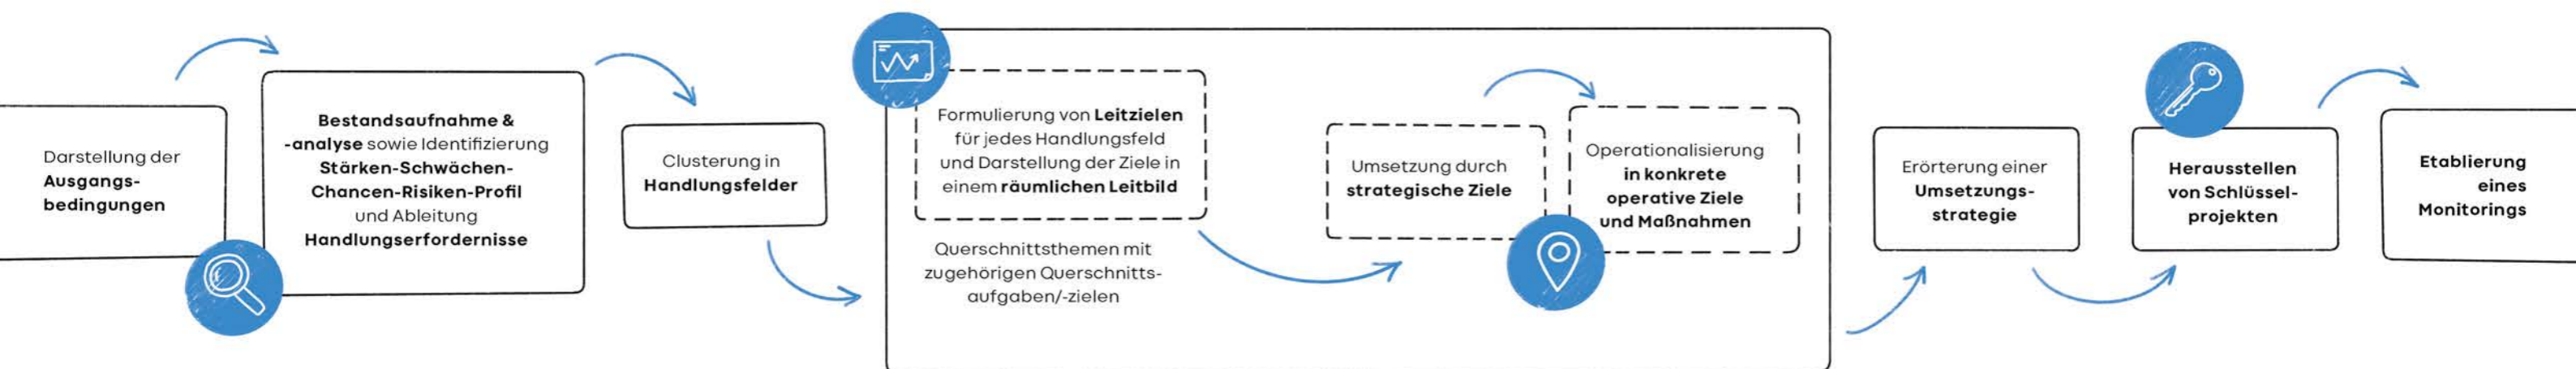 Darstellung der
Ausgangs-
bedingungen
Bestandsaufnahme &
-analyse sowie Identifizierung
Stärken-Schwächen-
Chancen-Risiken-Profil
und Ableitung
Handlungserfordernisse
Clusterung in
Handlungsfelder
Formulierung von Leitzielen
für jedes Handlungsfeld
und Darstellung der Ziele in
einem räumlichen Leitbild
Querschnittsthemen mit
zugehörigen Querschnitts-
aufgaben/-zielen
Umsetzung durch
strategische Ziele
Operationalisierung
in konkrete
operative Ziele
und Maßnahmen
Erörterung einer
Umsetzungs-
strategie
Herausstellen
von Schlüssel-
projekten
Etablierung
eines
Monitorings